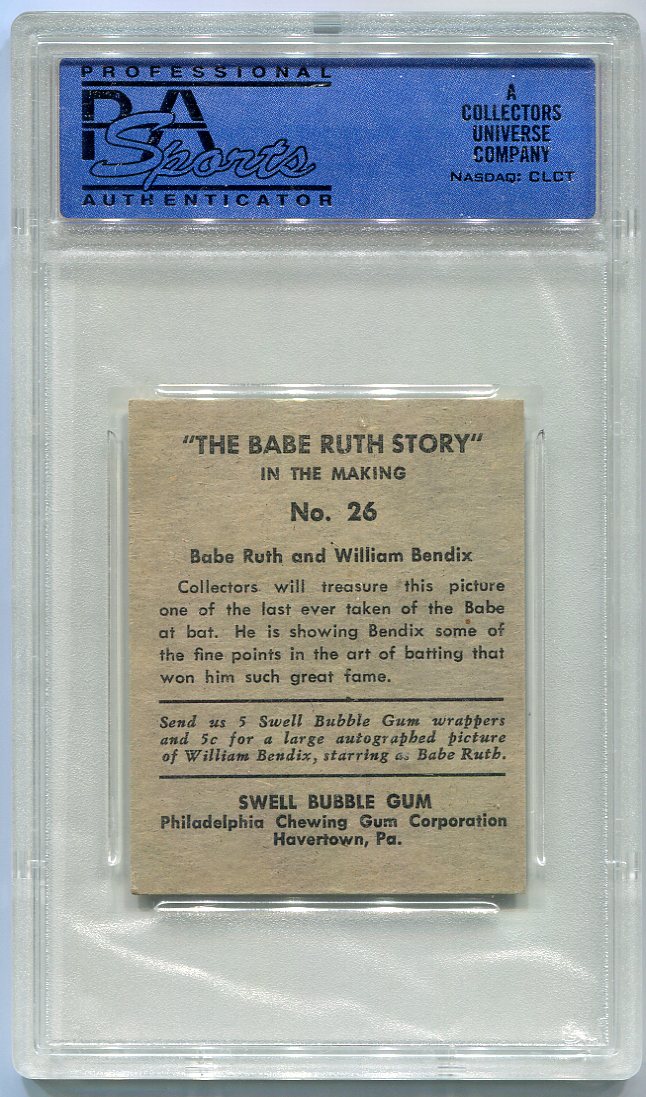 PROFESSIONAL
PSA
Sports
AUTHENTICATOR
A
COLLECTORS
UNIVERSE
COMPANY
NASDAQ: CLCT
"THE BABE RUTH STORY"
IN THE MAKING
No. 26
Babe Ruth and William Bendix
Collectors will treasure this picture
one of the last ever taken of the Babe
at bat. He is showing Bendix some of
the fine points in the art of batting that
won him such great fame.
Send us 5 Swell Bubble Gum wrappers
and 5c for a large autographed picture
of William Bendix, starring as Babe Ruth.
SWELL BUBBLE GUM
Philadelphia Chewing Gum Corporation
Havertown, Pa.